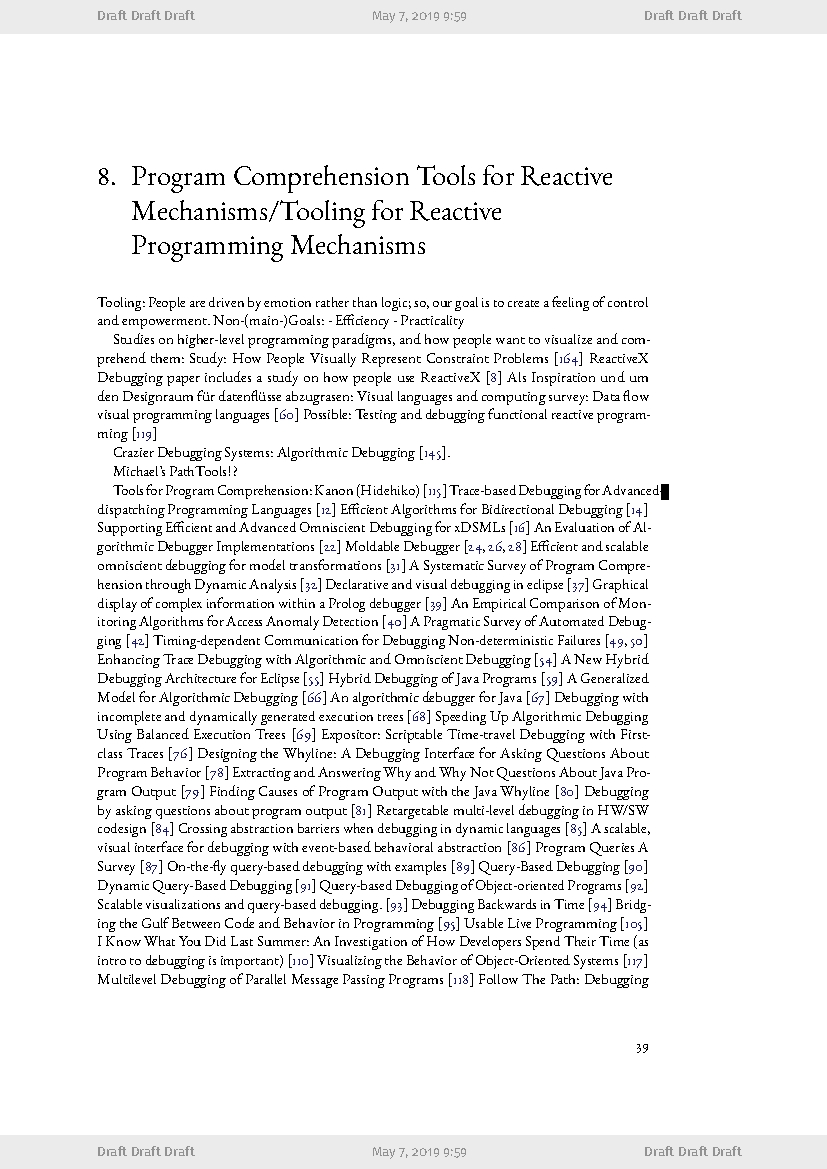 Draft Draft Draft May 7, 2019 9:59 Draft Draft Draft
8. Program Comprehension Tools for Reactive
Mechanisms/Tooling for Reactive
Programming Mechanisms
Tooling: People are driven by emotion rather than logic; so, our goal is to create a feeling of control
and empowerment. Non-(main-)Goals: - Efficiency - Practicality
Studies on higher-level programming paradigms, and how people want to visualize and com-
prehend them: Study: How People Visually Represent Constraint Problems [164] ReactiveX
Debugging paper includes a study on how people use ReactiveX [8] Als Inspiration und um
den Designraum für datenflüsse abzugrasen: Visual languages and computing survey: Data flow
visual programming languages [60] Possible: Testing and debugging functional reactive program-
ming [119]
Crazier Debugging Systems: Algorithmic Debugging [145].
Michael's PathTools!?
Tools for Program Comprehension: Kanon (Hidehiko) [115] Trace-based Debugging for Advanced-
dispatching Programming Languages [12] Efficient Algorithms for Bidirectional Debugging [14]
Supporting Efficient and Advanced Omniscient Debugging for xDSMLs [16] An Evaluation of Al-
gorithmic Debugger Implementations [22] Moldable Debugger [24, 26, 28] Efficient and scalable
omniscient debugging for model transformations [31] A Systematic Survey of Program Compre-
hension through Dynamic Analysis [32] Declarative and visual debugging in eclipse [37] Graphical
display of complex information within a Prolog debugger [39] An Empirical Comparison of Mon-
itoring Algorithms for Access Anomaly Detection [40] A Pragmatic Survey of Automated Debug-
ging [42] Timing-dependent Communication for Debugging Non-deterministic Failures [49, 50]
Enhancing Trace Debugging with Algorithmic and Omniscient Debugging [54] A New Hybrid
Debugging Architecture for Eclipse [55] Hybrid Debugging of Java Programs [59] A Generalized
Model for Algorithmic Debugging [66] An algorithmic debugger for Java [67] Debugging with
incomplete and dynamically generated execution trees [68] Speeding Up Algorithmic Debugging
Using Balanced Execution Trees [69] Expositor: Scriptable Time-travel Debugging with First-
class Traces [76] Designing the Whyline: A Debugging Interface for Asking Questions About
Program Behavior [78] Extracting and Answering Why and Why Not Questions About Java Pro-
gram Output [79] Finding Causes of Program Output with the Java Whyline [80] Debugging
by asking questions about program output [81] Retargetable multi-level debugging in HW/SW
codesign [84] Crossing abstraction barriers when debugging in dynamic languages [85] A scalable,
visual interface for debugging with event-based behavioral abstraction [86] Program Queries A
Survey [87] On-the-fly query-based debugging with examples [89] Query-Based Debugging [90]
Dynamic Query-Based Debugging [91] Query-based Debugging of Object-oriented Programs [92]
Scalable visualizations and query-based debugging. [93] Debugging Backwards in Time [94] Bridg-
ing the Gulf Between Code and Behavior in Programming [95] Usable Live Programming [105]
I Know What You Did Last Summer: An Investigation of How Developers Spend Their Time (as
intro to debugging is important) [110] Visualizing the Behavior of Object-Oriented Systems [117]
Multilevel Debugging of Parallel Message Passing Programs [118] Follow The Path: Debugging
39
Draft Draft Draft May 7, 2019 9:59 Draft Draft Draft